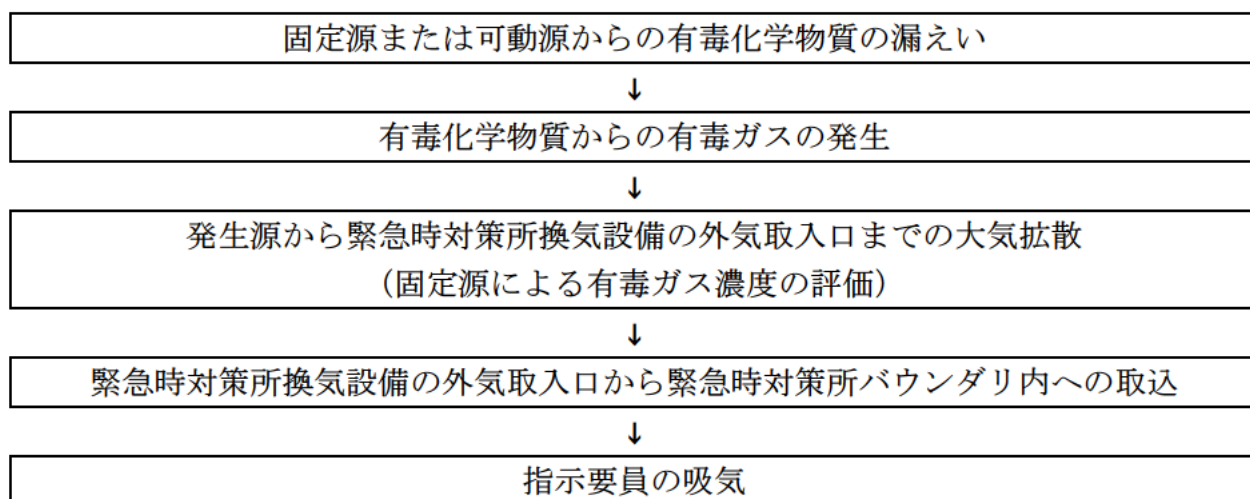 固定源または可動源からの有毒化学物質の漏えい
↓
有毒化学物質からの有毒ガスの発生
↓
発生源から緊急時対策所換気設備の外気取入口までの大気拡散
（固定源による有毒ガス濃度の評価）
↓
緊急時対策所換気設備の外気取入口から緊急時対策所バウンダリ内への取込
↓
指示要員の吸気